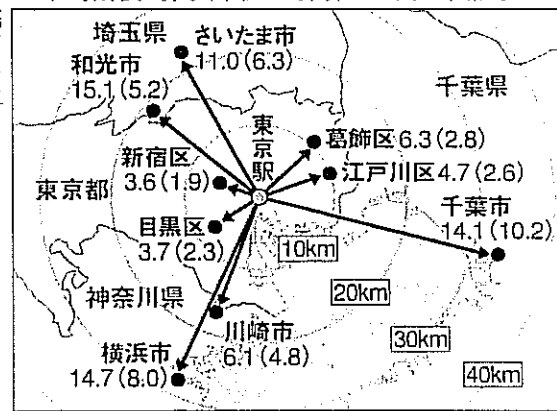 埼玉県
さいたま市
11.0(6.3)
和光市
15.1(5.2)
千葉県
東京駅
葛飾区6.3(2.8)
新宿区
3.6(1.9)
江戸川区4.7(2.6)
東京都
千葉市
14.1(10.2)
目黒区
3.7(2.3)
10km
神奈川県
20km
川崎市
6.1(4.8)
30km
横浜市
14.7(8.0)
40km